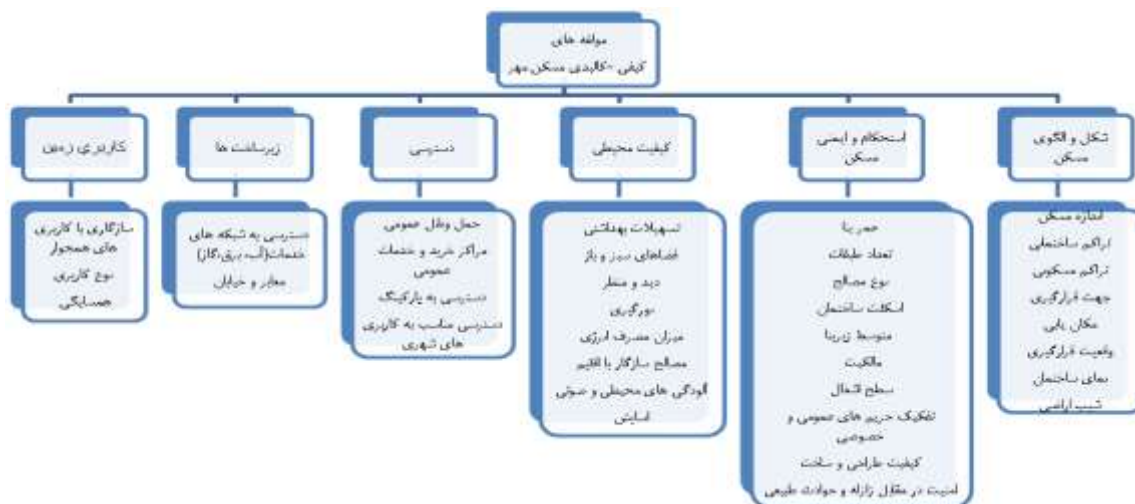 مولفه های
کیفی -کالبدی مسکن مهر
شکل و الگوی
مسکن
استحکام و ایمنی
مسکن
کیفیت محیطی
دسترسی
زیرساخت ها
کاربری زمین
اندازه مسکن
تراکم ساختمانی
تراکم مسکونی
جهت قرارگیری
مکان یابی
وقعیت قرارگیری
نمای ساختمان
شیب اراضی
عمر بنا
تعداد طبقات
نوع مصالح
اسکلت ساختمان
متوسط زیربنا
مالکیت
سطح اشغال
تفکیک حریم های عمومی و
خصوصی
کیفیت طراحی و ساخت
امنیت در مقابل زلزله و حوادث طبیعی
تسهیلات بهداشتی
فضاهای سبز و باز
دید و منظر
نورگیری
میزان مصرف انرژی
مصالح سازگار با اقلیم
آلودگی های محیطی و صوتی
آسایش
حمل ونقل عمومی
مراکز خرید و خدمات
عمومی
دسترسی به پارکینگ
دسترسی مناسب به کاربری
های شهری
دسترسی به شبکه های
خدمات(آب، برق،گاز)
معابر و خیابان
سازگاری با کاربری
های همجوار
نوع کاربری
همسایگی